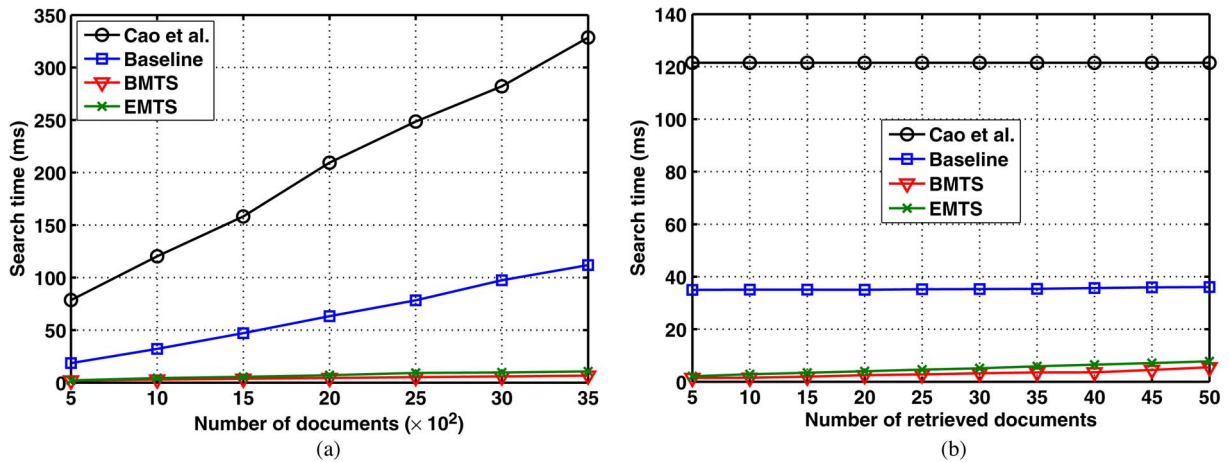 350
300
250
200
150
100
50
0
Search time (ms)
Cao et al.
Baseline
BMTS
EMTS
5 10 15 20 25 30 35
Number of documents (× 10²)
(a)
140
120
100
80
60
40
20
0
Search time (ms)
Cao et al.
Baseline
BMTS
EMTS
5 10 15 20 25 30 35 40 45 50
Number of retrieved documents
(b)